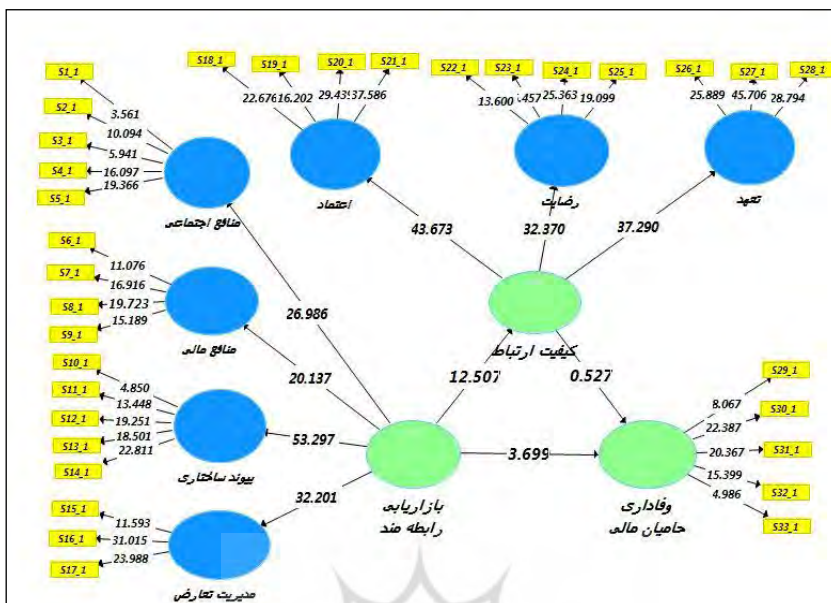 S18_1
S19_1
S20_1
S21_1
22.676
16.202
37.586
اعتماد
S22_1
S23_1
S24_1
S25_1
13.600
25.363
19.099
رضایت
S26_1
S27_1
S28_1
25.889
45.706
28.794
تعهد
S1_1
S2_1
S3_1
S4_1
S5_1
3.561
10.094
5.941
16.097
19.366
منافع اجتماعی
43.673
32.370
37.290
S6_1
S7_1
S8_1
S9_1
11.076
16.916
19.723
15.189
منافع مالی
26.986
20.137
کیفیت ارتباط
12.507
0.527
S10_1
S11_1
S12_1
S13_1
S14_1
4.850
13.448
19.251
18.501
22.811
پیوند ساختاری
53.297
3.699
32.201
بازاریابی
رابطه مند
S29_1
S30_1
S31_1
S32_1
S33_1
8.067
22.387
20.367
15.399
4.986
وفاداری
حامیان مالی
S15_1
S16_1
S17_1
11.593
31.015
23.988
مدیریت تعارض